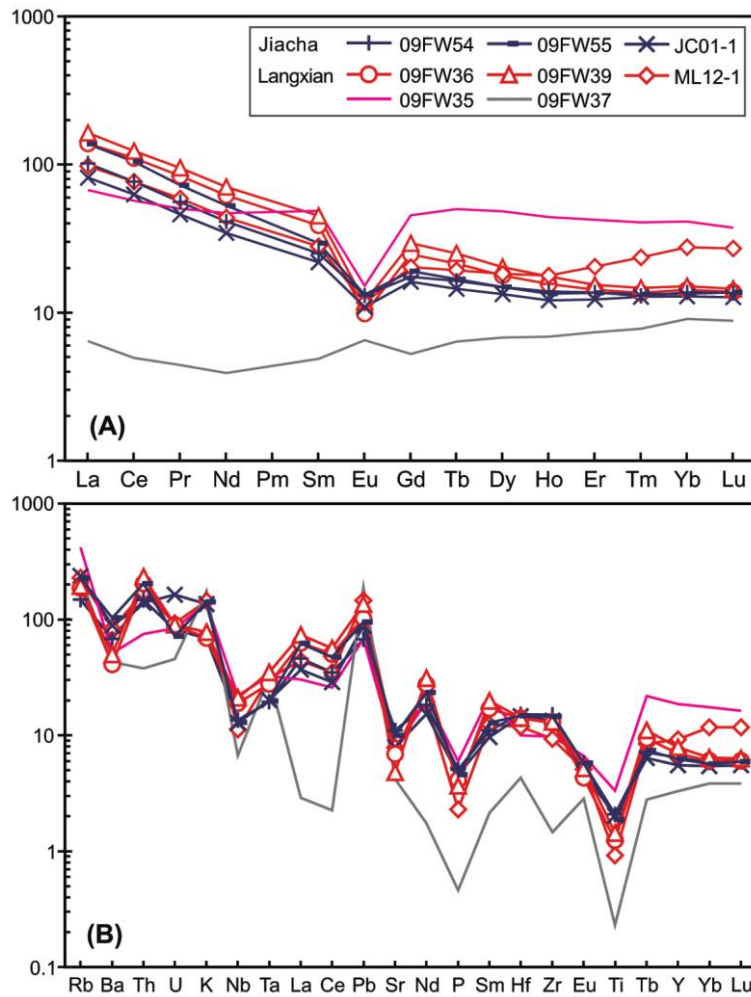 1000
Jiacha 09FW54 09FW55 JC01-1
Langxian 09FW36 09FW39 ML12-1
09FW35 09FW37
100
10
(A)
1
La Ce Pr Nd Pm Sm Eu Gd Tb Dy Ho Er Tm Yb Lu
1000
100
10
1
(B)
0.1
Rb Ba Th U K Nb Ta La Ce Pb Sr Nd P Sm Hf Zr Eu Ti Tb Y Yb Lu